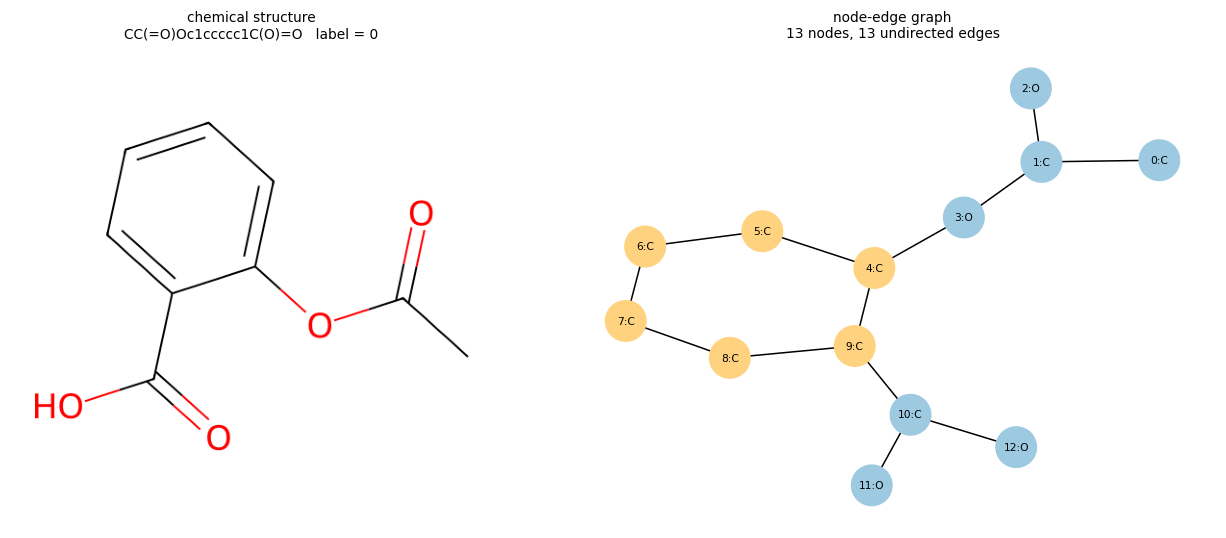 chemical structure
CC(=O)Oc1ccccc1C(O)=O   label = 0
O
O
HO
O
node-edge graph
13 nodes, 13 undirected edges
2:O
1:C
0:C
3:O
5:C
6:C
4:C
7:C
9:C
8:C
10:C
12:O
11:O